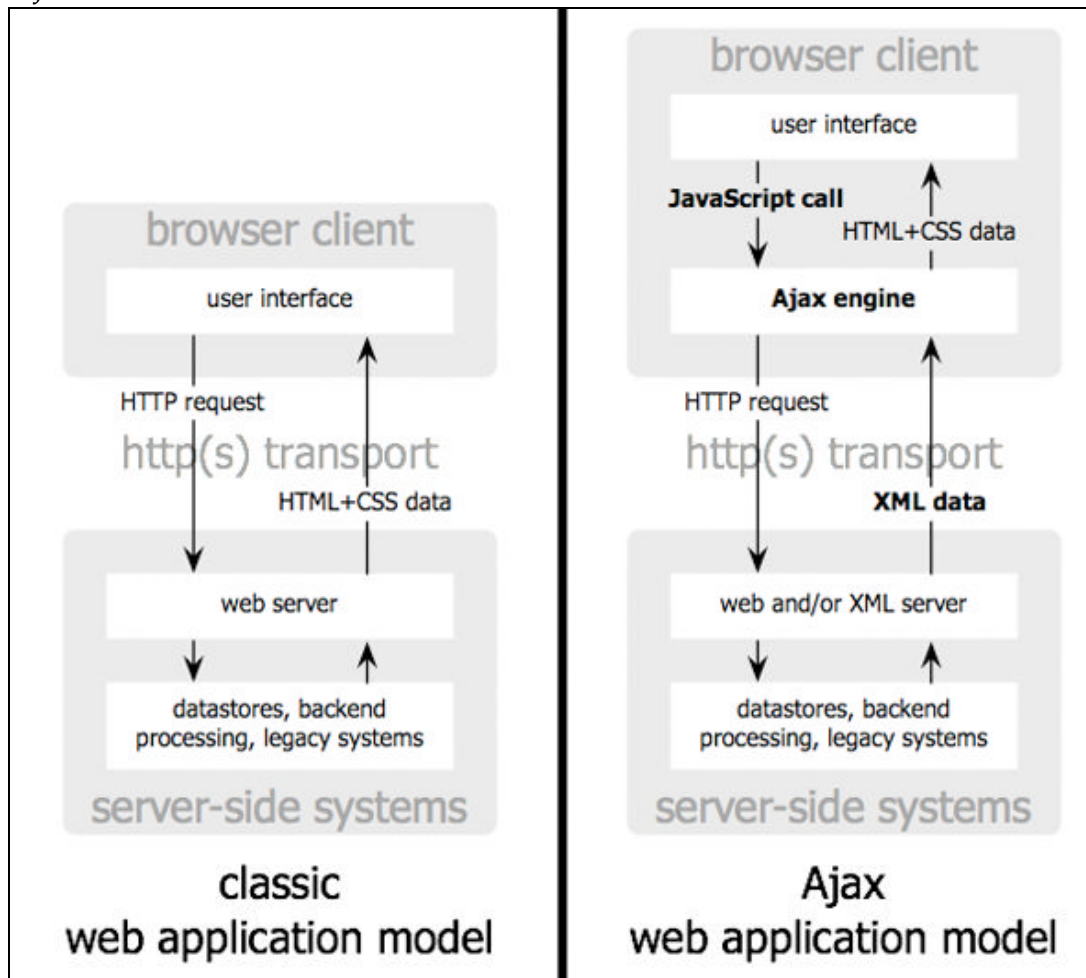 browser client
user interface
HTTP request
http(s) transport
HTML+CSS data
web server
datastores, backend
processing, legacy systems
server-side systems
classic
web application model
browser client
user interface
JavaScript call
HTML+CSS data
Ajax engine
HTTP request
http(s) transport
XML data
web and/or XML server
datastores, backend
processing, legacy systems
server-side systems
Ajax
web application model